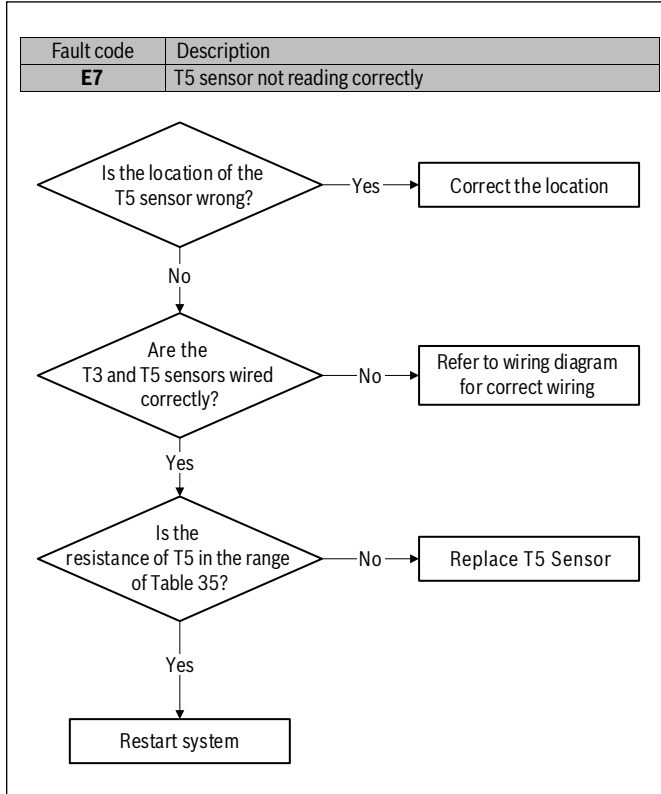 Fault code Description
E7 T5 sensor not reading correctly
Is the location of the
T5 sensor wrong?
Yes
Correct the location
No
Are the
T3 and T5 sensors wired
correctly?
No
Refer to wiring diagram
for correct wiring
Yes
Is the
resistance of T5 in the range
of Table 35?
No
Replace T5 Sensor
Yes
Restart system